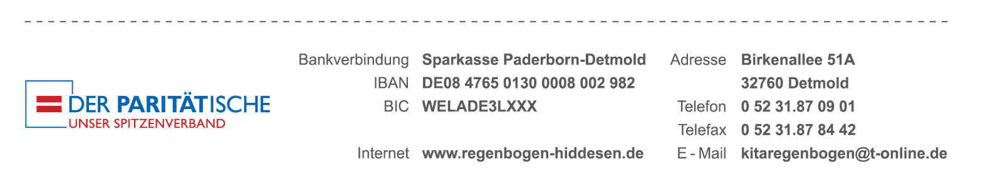 DER PARITÄTISCHE
UNSER SPITZENVERBAND
Bankverbindung Sparkasse Paderborn-Detmold
IBAN DE08 4765 0130 0008 002 982
BIC WELADE3LXXX
Internet www.regenbogen-hiddesen.de
Adresse Birkenallee 51A
32760 Detmold
Telefon 0 52 31.87 09 01
Telefax 0 52 31.87 84 42
E - Mail kitaregenbogen@t-online.de